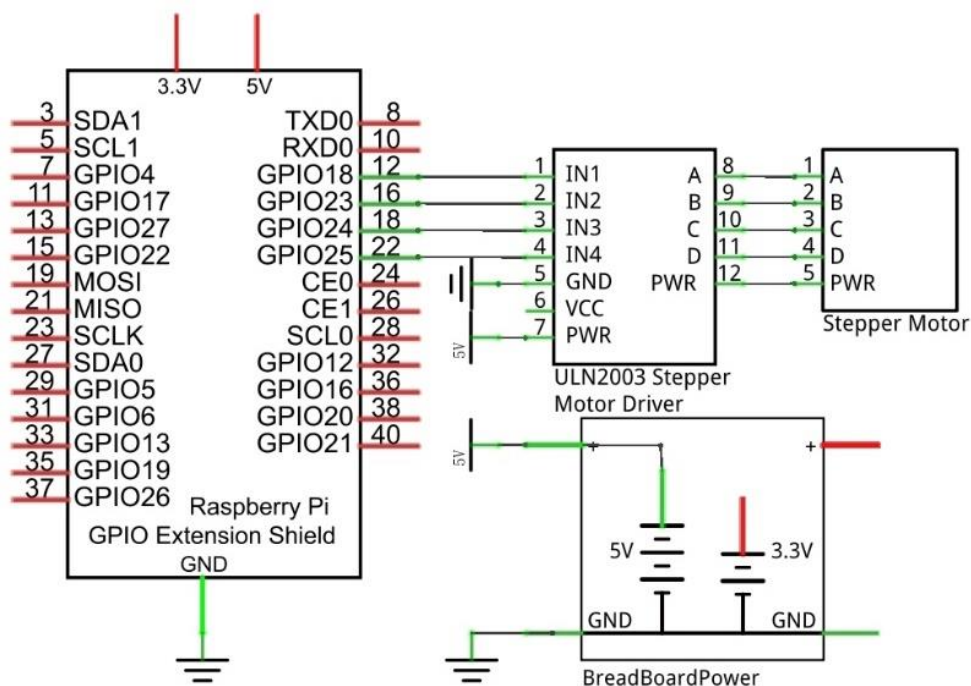 3.3V 5V
3 SDA1 TXD0 8
5 SCL1 RXD0 10
7 GPIO4 GPIO18 12
11 GPIO17 GPIO23 16
13 GPIO27 GPIO24 18
15 GPIO22 GPIO25 22
19 MOSI CE0 24
21 MISO CE1 26
23 SCLK SCL0 28
27 SDA0 GPIO12 32
29 GPIO5 GPIO16 36
31 GPIO6 GPIO20 38
33 GPIO13 GPIO21 40
35 GPIO19
37 GPIO26
Raspberry Pi
GPIO Extension Shield
GND
1 IN1 A 8
2 IN2 B 9
3 IN3 C 10
4 IN4 D 11
5 GND PWR 12
6 VCC
7 PWR
5V
ULN2003 Stepper
Motor Driver
1 A
2 B
3 C
4 D
5 PWR
Stepper Motor
5V
+ +
5V 3.3V
GND GND
BreadBoardPower